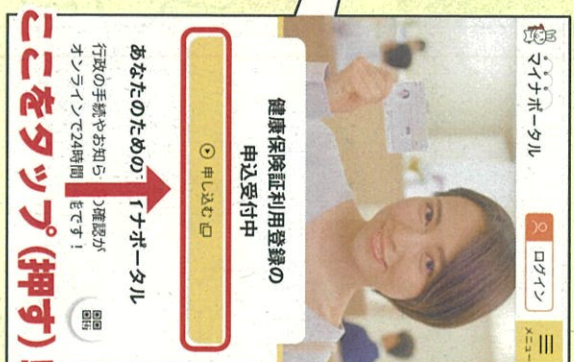 マイナポータル
ログイン
メニュー
健康保険証利用登録の
申込受付中
申し込む
あなたのための
イナポータル
行政の手続やお知ら
確認が
オンラインで24時間
能です!
ここをタップ(押す)!